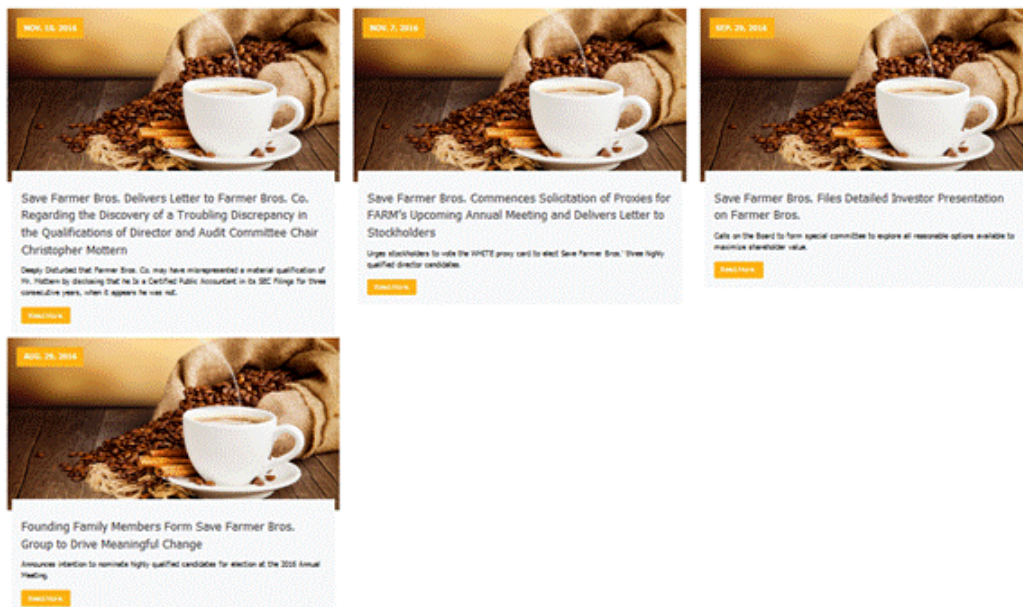 NOV. 10, 2016
Save Farmer Bros. Delivers Letter to Farmer Bros. Co.
Regarding the Discovery of a Troubling Discrepancy in
the Qualifications of Director and Audit Committee Chair
Christopher Mottern
Deeply Disturbed that Farmer Bros. Co. may have misrepresented a material qualification of
Mr. Mottern by disclosing that he Is a Certified Public Accountant in its SEC Filings for three
consecutive years, when it appears he was not.
Read More
NOV. 7, 2016
Save Farmer Bros. Commences Solicitation of Proxies for
FARM's Upcoming Annual Meeting and Delivers Letter to
Stockholders
Urges stockholders to vote the WHITE proxy card to elect Save Farmer Bros.' three highly
qualified director candidates.
Read More
SEP. 29, 2016
Save Farmer Bros. Files Detailed Investor Presentation
on Farmer Bros.
Calls on the Board to form special committee to explore all reasonable options available to
maximize shareholder value.
Read More
AUG. 29, 2016
Founding Family Members Form Save Farmer Bros.
Group to Drive Meaningful Change
Announces intention to nominate highly qualified candidates for election at the 2016 Annual
Meeting.
Read More